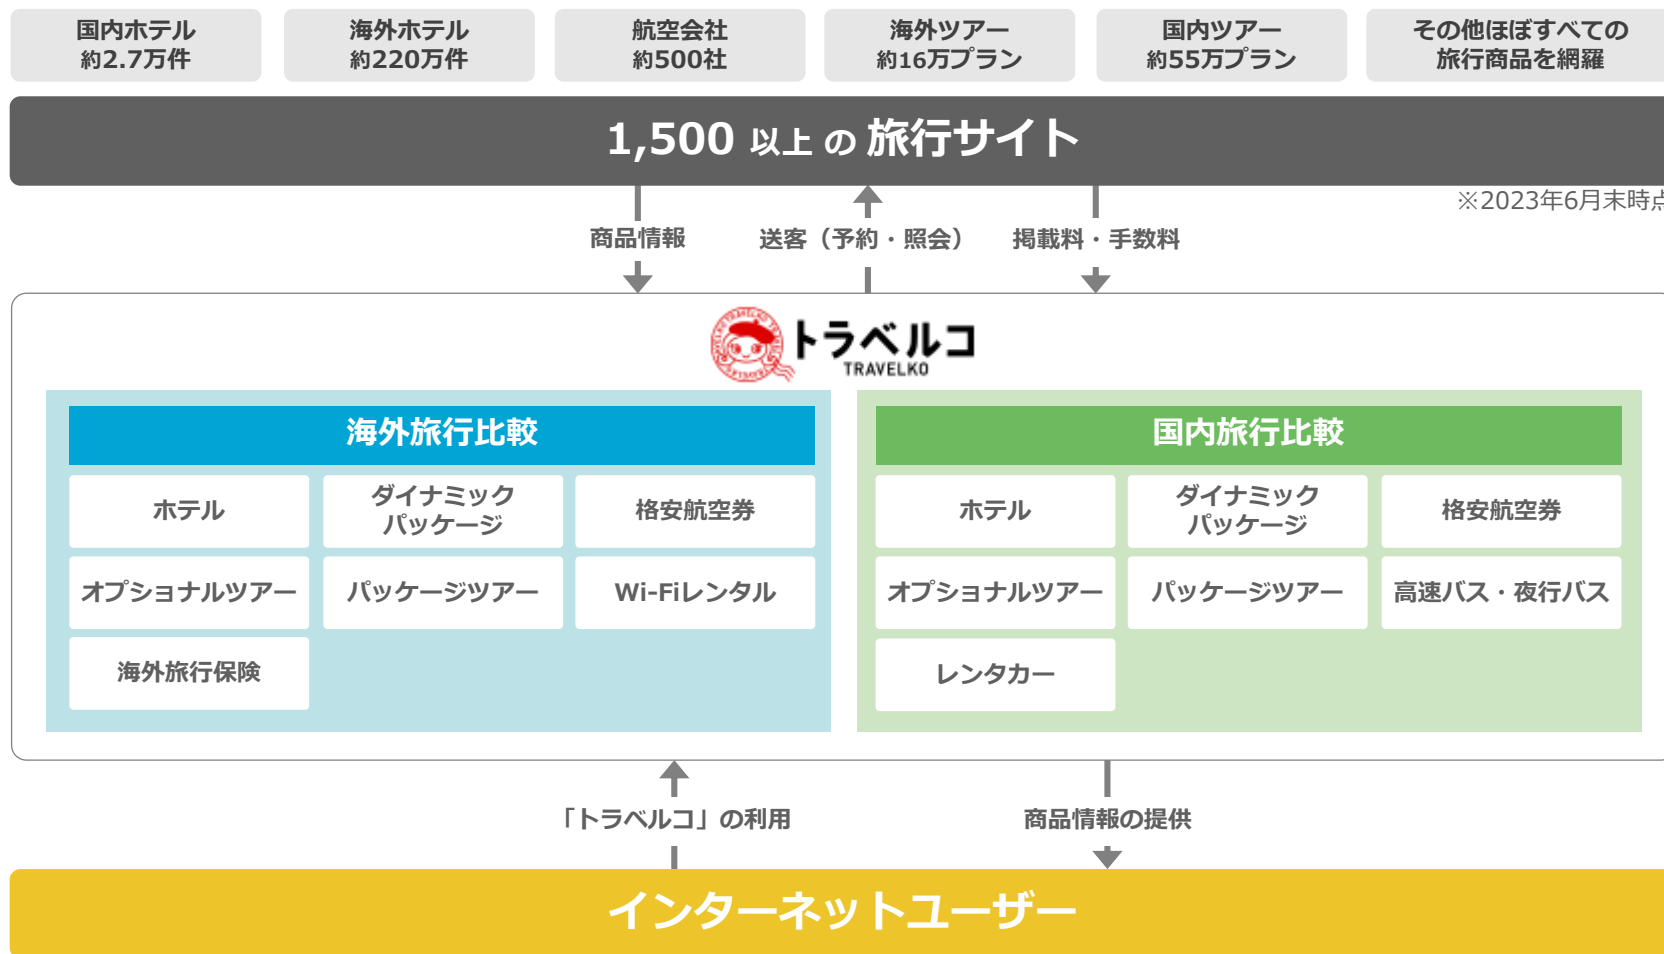 国内ホテル
約2.7万件
海外ホテル
約220万件
航空会社
約500社
海外ツアー
約16万プラン
国内ツアー
約55万プラン
その他ほぼすべての
旅行商品を網羅
1,500 以上 の 旅行サイト
※2023年6月末時点
商品情報
送客（予約・照会）
掲載料・手数料
トラベルコ
TRAVELKO
海外旅行比較
ホテル
ダイナミック
パッケージ
格安航空券
オプショナルツアー
パッケージツアー
Wi-Fiレンタル
海外旅行保険
国内旅行比較
ホテル
ダイナミック
パッケージ
格安航空券
オプショナルツアー
パッケージツアー
高速バス・夜行バス
レンタカー
「トラベルコ」の利用
商品情報の提供
インターネットユーザー